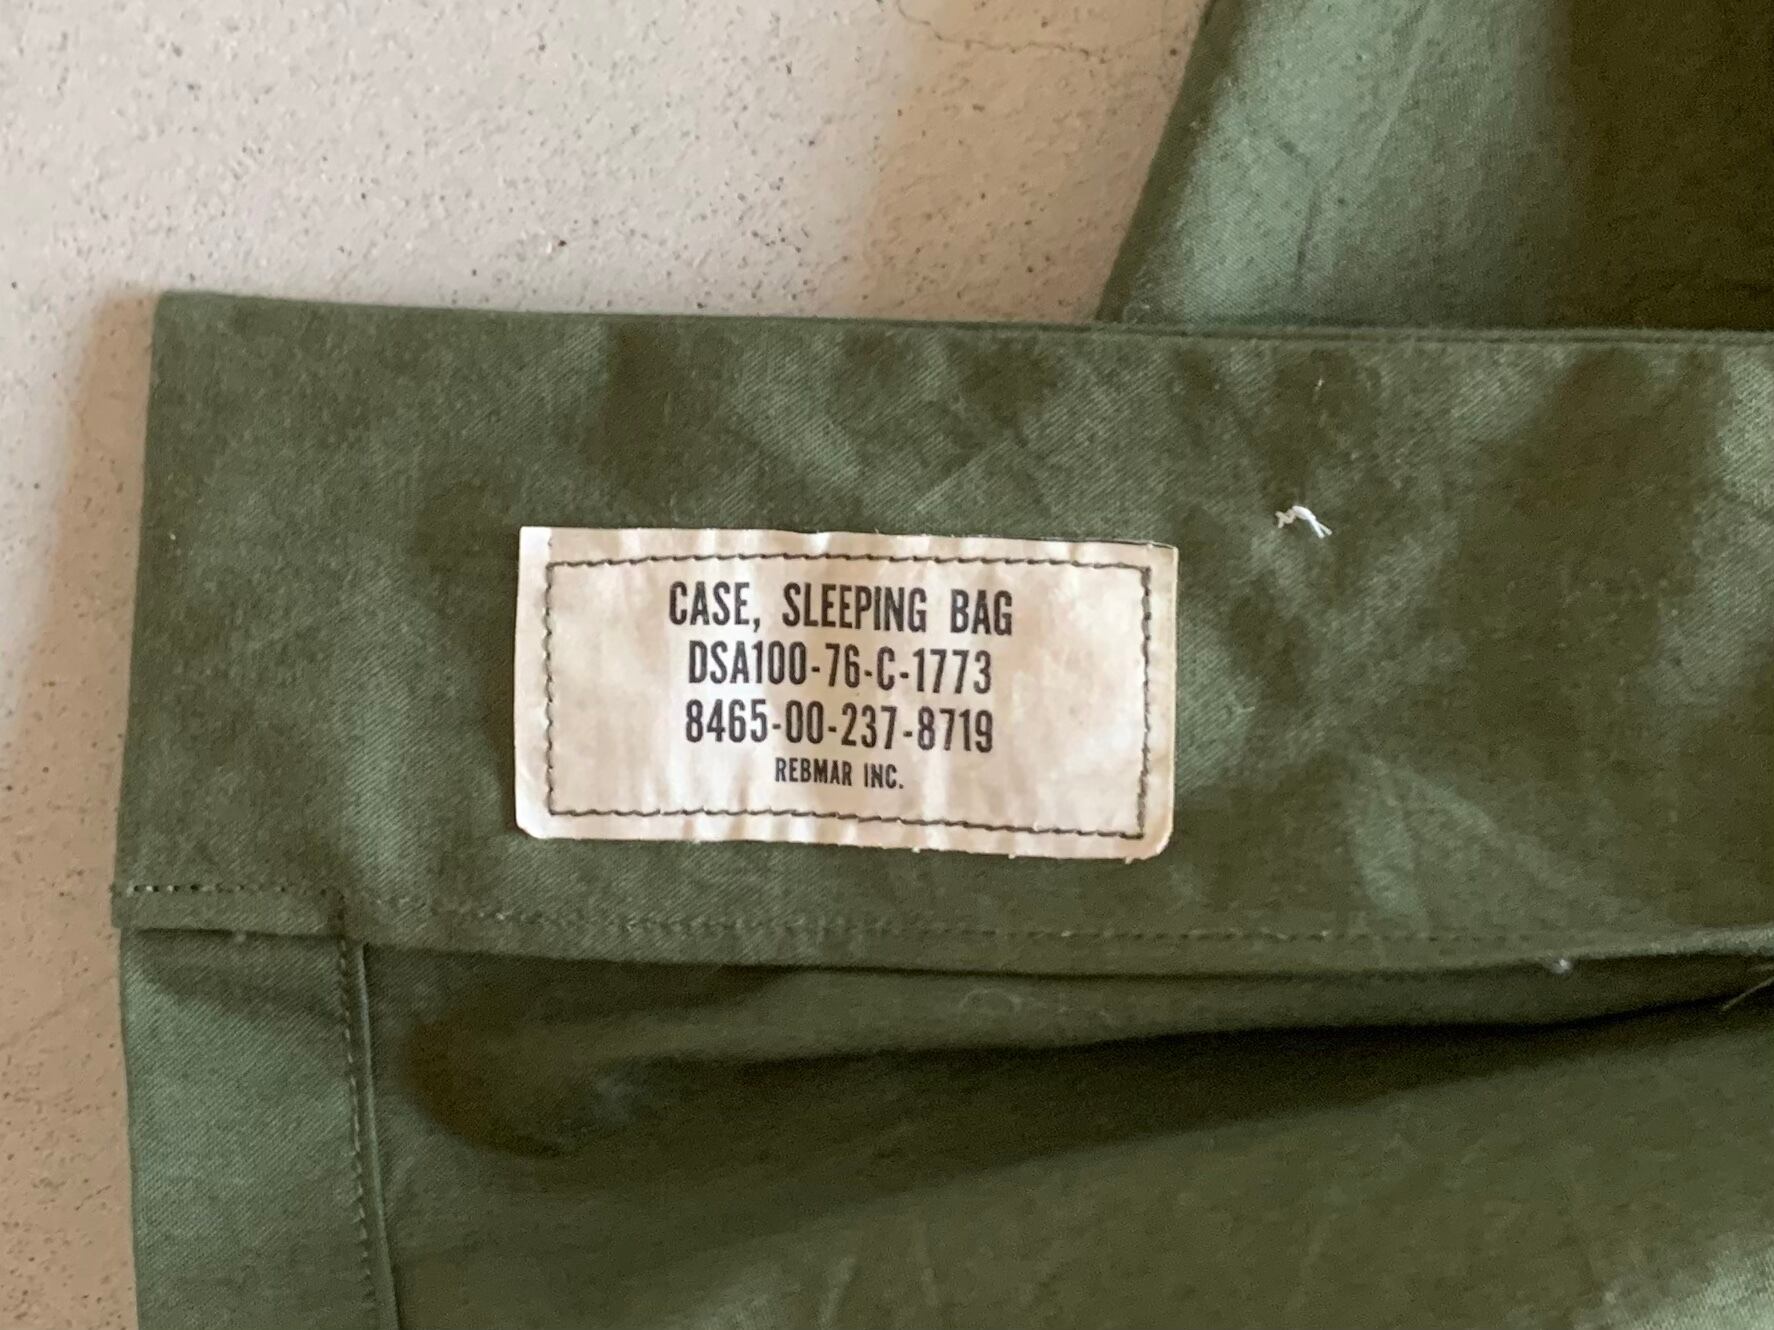 CASE, SLEEPING BAG
DSA100-76-C-1773
8465-00-237-8719
REBMAR INC.